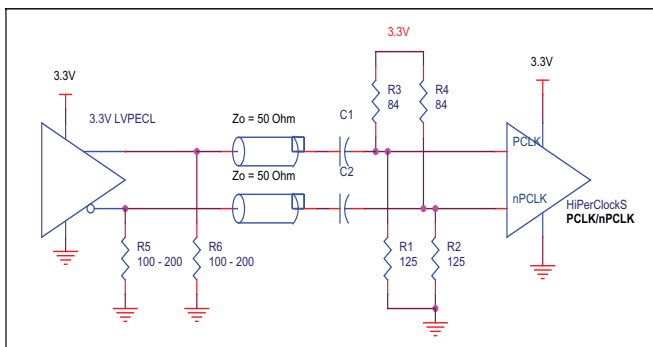 3.3V
3.3V
3.3V
3.3V LVPECL
R3
84
R4
84
Zo = 50 Ohm
C1
PCLK
Zo = 50 Ohm
C2
nPCLK
HiPerClockS
PCLK/nPCLK
R5
100 - 200
R6
100 - 200
R1
125
R2
125